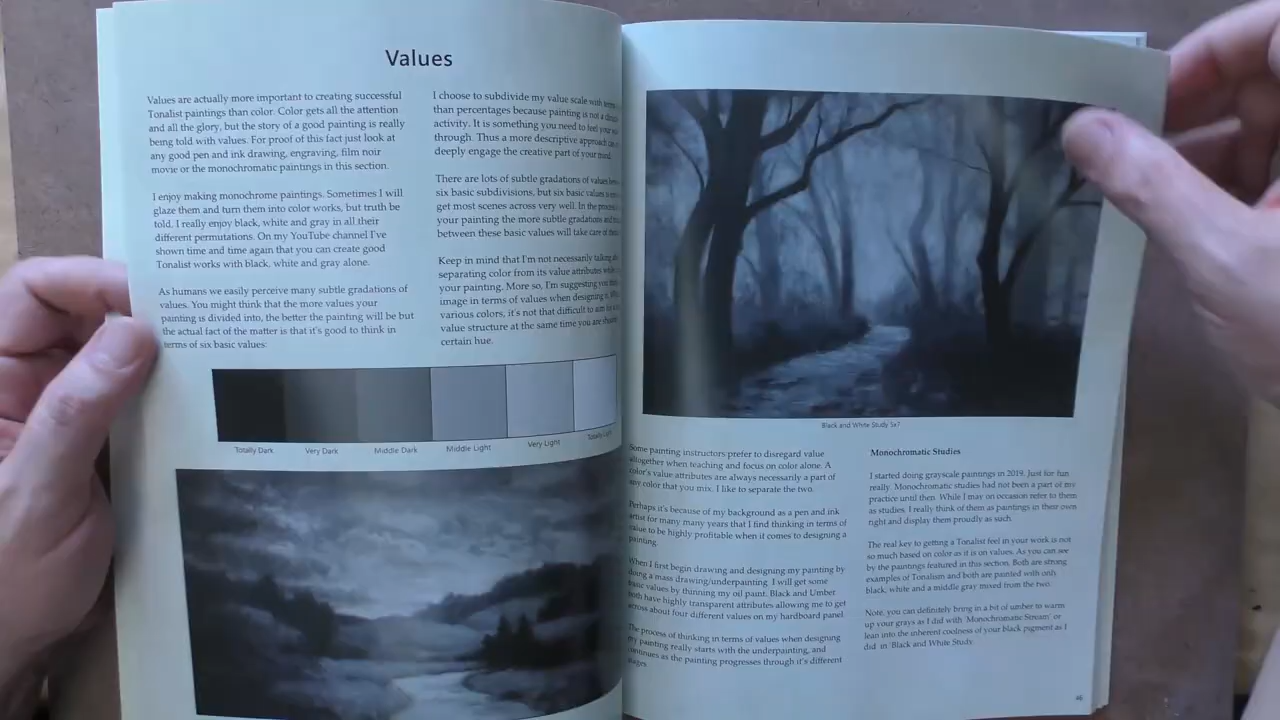 Values
Values are actually more important to creating successful
Tonalist paintings than color. Color gets all the attention
and all the glory, but the story of a good painting is really
being told with values. For proof of this fact just look at
any good pen and ink drawing, engraving, film noir
movie or the monochromatic paintings in this section.
I enjoy making monochrome paintings. Sometimes I will
glaze them and turn them into color works, but truth be
told. I really enjoy black, white and gray in all their
different permutations. On my YouTube channel I've
shown time and time again that you can create good
Tonalist works with black, white and gray alone.
As humans we easily perceive many subtle gradations of
values. You might think that the more values your
painting is divided into, the better the painting will be but
the actual fact of the matter is that it's good to think in
terms of six basic values:
I choose to subdivide my value scale with terms
than percentages because painting is not a
activity. It is something you need to feel your
through. Thus a more descriptive approach can
deeply engage the creative part of your mind.
There are lots of subtle gradations of values
six basic subdivisions, but six basic values
get most scenes across very well. In the process
your painting the more subtle gradations and
between these basic values will take care of
Keep in mind that I'm not necessarily talking
separating color from its value attributes
your painting. More so, I'm suggesting you
image in terms of values when designing it.
various colors, it's not that difficult to aim for a
value structure at the same time you are
certain hue.
Totally Dark
Very Dark
Middle Dark
Middle Light
Very Light
Totally
Black and White Study 5x7
Some painting instructors prefer to disregard value
altogether when teaching and focus on color alone. A
color's value attributes are always necessarily a part of
any color that you mix. I like to separate the two.
Perhaps it's because of my background as a pen and ink
artist for many many years that I find thinking in terms of
value to be highly profitable when it comes to designing a
painting.
When I first begin drawing and designing my painting by
doing a mass drawing/underpainting I will get some
basic values by thinning my oil paint. Black and Umber
both have highly transparent attributes allowing me to get
across about four different values on my hardboard panel
The process of thinking in terms of values when designing
my painting really starts with the underpainting, and
continues as the painting progresses through it's different
stages
Monochromatic Studies
I started doing grayscale paintings in 2019. Just for fun
really. Monochromatic studies had not been a part of my
practice until then. While I may on occasion refer to them
as studies. I really think of them as paintings in their own
right and display them proudly as such.
The real key to getting a Tonalist feel in your work is not
so much based on color as it is on values. As you can see
by the paintings featured in this section. Both are strong
examples of Tonalism and both are painted with only
black, white and a middle gray mixed from the two.
Note, you can definitely bring in a bit of umber to warm
up your grays as I did with 'Monochromatic Stream' or
lean into the inherent coolness of your black pigment as I
did in 'Black and White Study
46